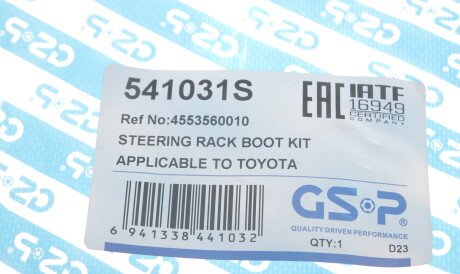 541031S
EAC IATF
16949
CERTIFIED
COMPANY
Ref No:4553560010
STEERING RACK BOOT KIT
APPLICABLE TO TOYOTA
6 941338 441032
GSP
QUALITY DRIVEN PERFORMANCE
QTY:1 D23